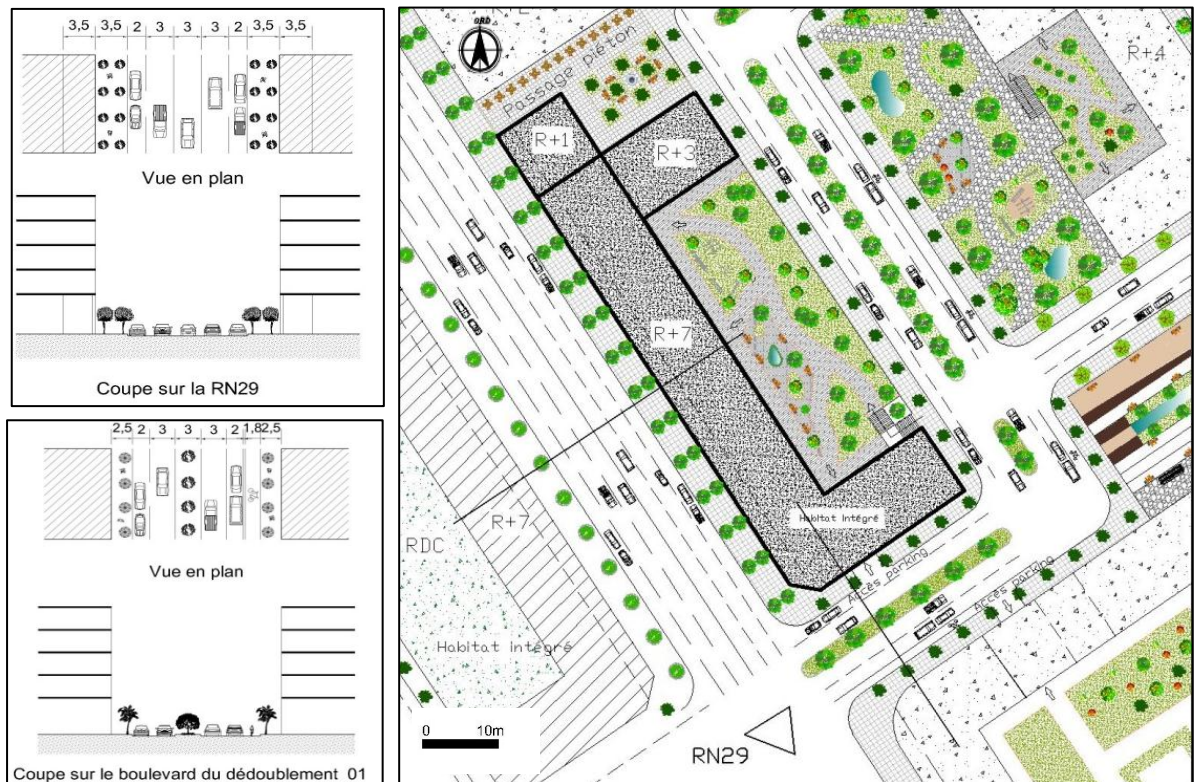 3,5 3,5 2 3 3 3 2 3,5 3,5
Vue en plan
Coupe sur la RN29
2,5 2 3 3 3 2 1,8 2,5
Vue en plan
Coupe sur le boulevard du dédoublement 01
Passage piéton
R+4
R+1
R+3
R+7
R+7
RDC
Habitat intégré
Habitat Intégré
Accès parking
Accès parking
0 10m
RN29